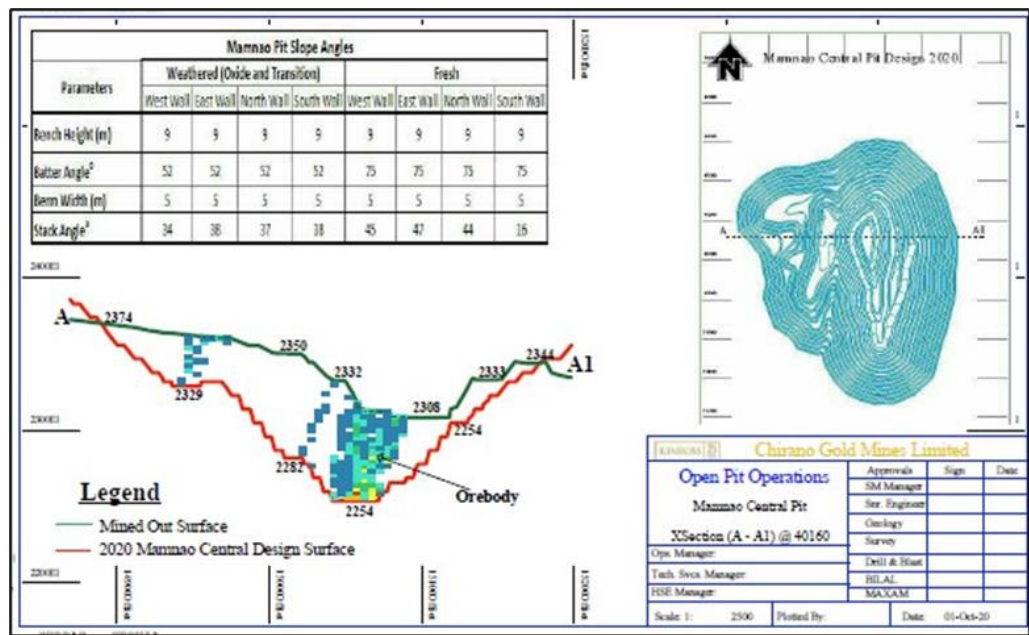 Mamnao Pit Slope Angles
Parameters
Weathered (Oxide and Transition)
Fresh
West Wall East Wall North Wall South Wall West Wall East Wall North Wall South Wall
Bench Height (m) 9 9 9 9 9 9 9 9
Batter Angle° 52 52 52 52 75 75 75 75
Berm Width (m) 5 5 5 5 5 5 5 5
Stack Angle° 34 38 37 38 45 47 44 16
N
Mamnao Central Pit Design 2020
A A1
A
2374
2350
2332
2329
2308
2333
2344
A1
2254
2282
2254
Orebody
Legend
Mined Out Surface
2020 Mamnao Central Design Surface
KINROSS
Chirano Gold Mines Limited
Open Pit Operations
Mamnao Central Pit
XSection (A - A1) @ 40160
Approvals Sign Date
SM Manager
Snr. Engineer
Geology
Survey
Drill & Blast
BILAL
MAXAM
Ops. Manager:
Tech. Svcs. Manager:
HSE Manager:
Scale: 1: 2500 Plotted By: Date: 01-Oct-20